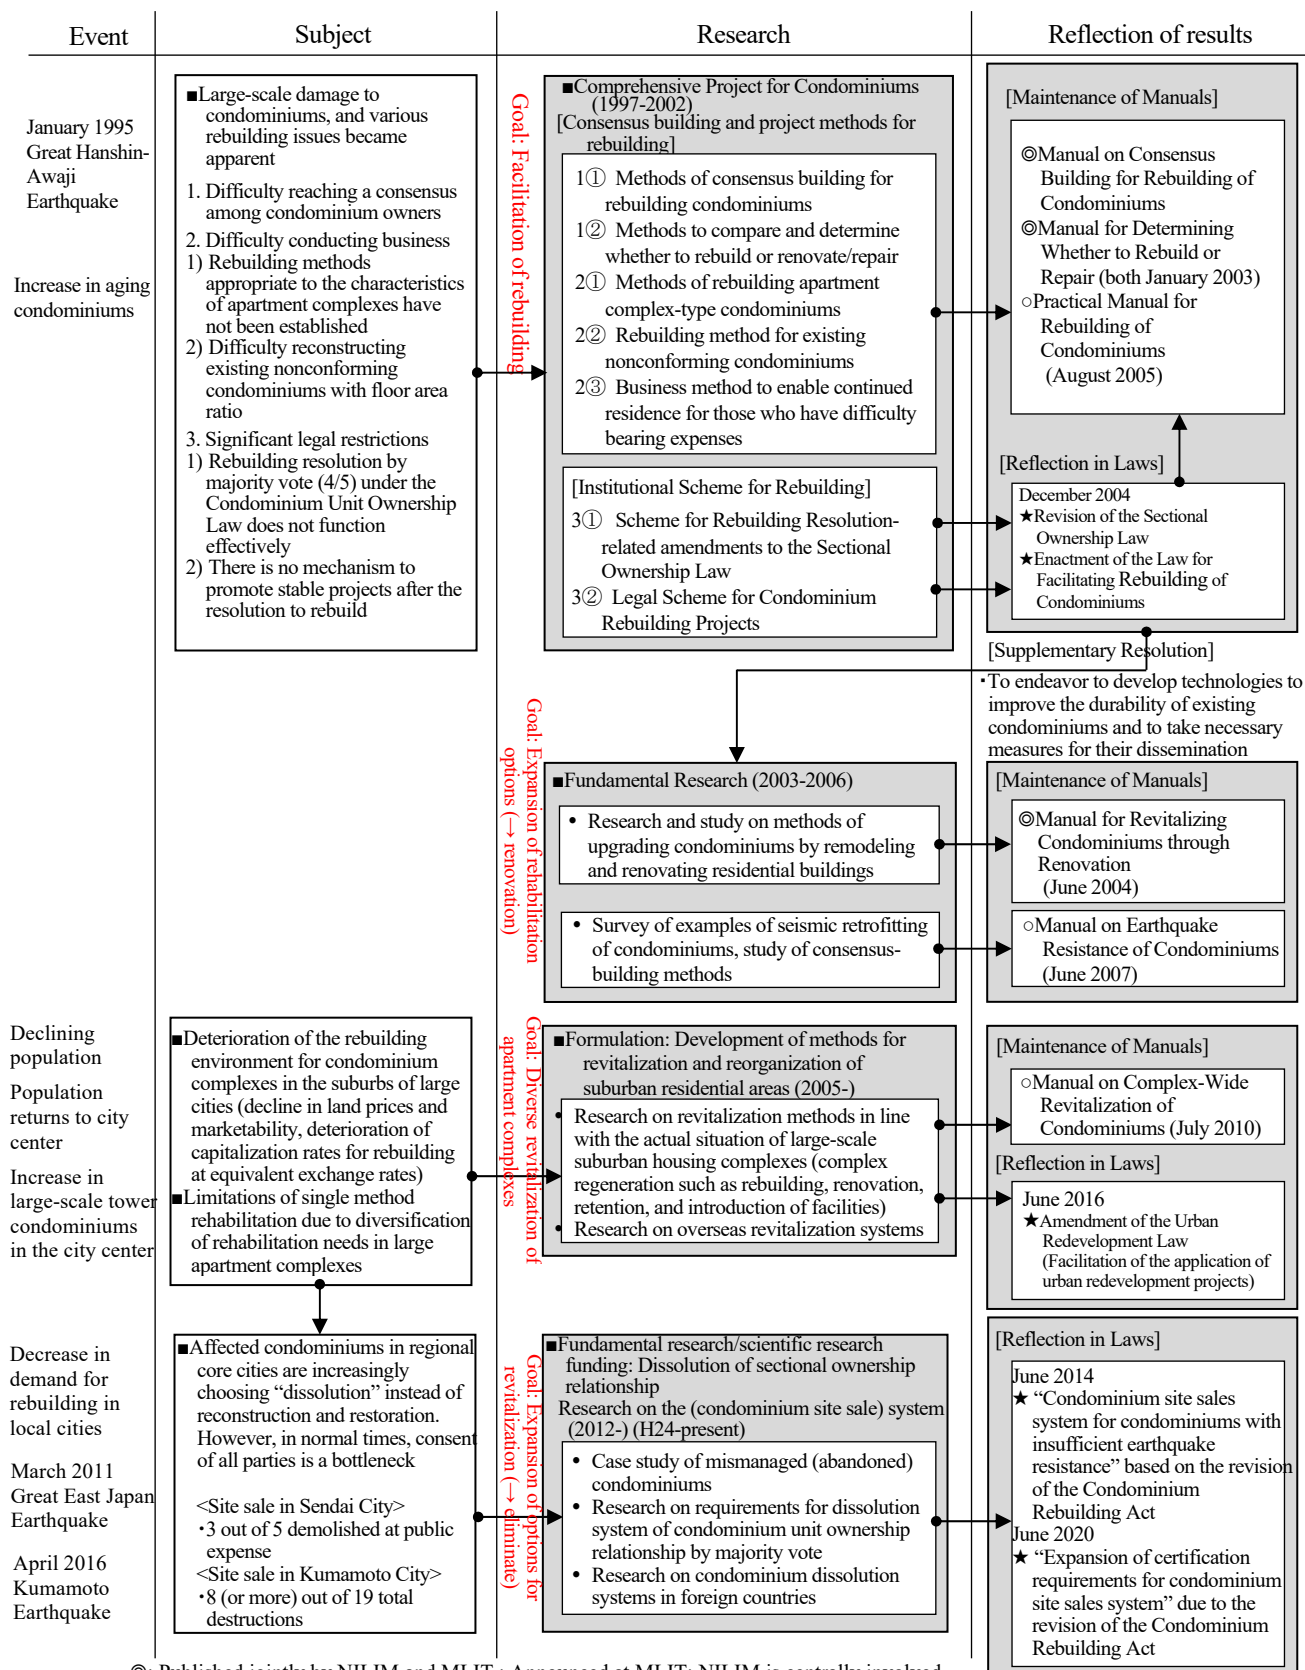 Event
Subject
Research
Reflection of results
January 1995
Great Hanshin-
Awaji
Earthquake
Increase in aging
condominiums
■Large-scale damage to
condominiums, and various
rebuilding issues became
apparent
1. Difficulty reaching a consensus
among condominium owners
2. Difficulty conducting business
1) Rebuilding methods
appropriate to the characteristics
of apartment complexes have
not been established
2) Difficulty reconstructing
existing nonconforming
condominiums with floor area
ratio
3. Significant legal restrictions
1) Rebuilding resolution by
majority vote (4/5) under the
Condominium Unit Ownership
Law does not function
effectively
2) There is no mechanism to
promote stable projects after the
resolution to rebuild
Goal: Facilitation of rebuilding
■Comprehensive Project for Condominiums
(1997-2002)
[Consensus building and project methods for
rebuilding]
1① Methods of consensus building for
rebuilding condominiums
1② Methods to compare and determine
whether to rebuild or renovate/repair
2① Methods of rebuilding apartment
complex-type condominiums
2② Rebuilding method for existing
nonconforming condominiums
2③ Business method to enable continued
residence for those who have difficulty
bearing expenses
[Institutional Scheme for Rebuilding]
3① Scheme for Rebuilding Resolution-
related amendments to the Sectional
Ownership Law
3② Legal Scheme for Condominium
Rebuilding Projects
[Maintenance of Manuals]
◎Manual on Consensus
Building for Rebuilding of
Condominiums
◎Manual for Determining
Whether to Rebuild or
Repair (both January 2003)
○Practical Manual for
Rebuilding of
Condominiums
(August 2005)
[Reflection in Laws]
December 2004
★Revision of the Sectional
Ownership Law
★Enactment of the Law for
Facilitating Rebuilding of
Condominiums
[Supplementary Resolution]
・To endeavor to develop technologies to
improve the durability of existing
condominiums and to take necessary
measures for their dissemination
Goal: Expansion of rehabilitation
options (→ renovation)
■Fundamental Research (2003-2006)
• Research and study on methods of
upgrading condominiums by remodeling
and renovating residential buildings
• Survey of examples of seismic retrofitting
of condominiums, study of consensus-
building methods
[Maintenance of Manuals]
◎Manual for Revitalizing
Condominiums through
Renovation
(June 2004)
○Manual on Earthquake
Resistance of Condominiums
(June 2007)
Declining
population
Population
returns to city
center
Increase in
large-scale tower
condominiums
in the city center
■Deterioration of the rebuilding
environment for condominium
complexes in the suburbs of large
cities (decline in land prices and
marketability, deterioration of
capitalization rates for rebuilding
at equivalent exchange rates)
■Limitations of single method
rehabilitation due to diversification
of rehabilitation needs in large
apartment complexes
Goal: Diverse revitalization of
apartment complexes
■Formulation: Development of methods for
revitalization and reorganization of
suburban residential areas (2005-)
• Research on revitalization methods in line
with the actual situation of large-scale
suburban housing complexes (complex
regeneration such as rebuilding, renovation,
retention, and introduction of facilities)
• Research on overseas revitalization systems
[Maintenance of Manuals]
○Manual on Complex-Wide
Revitalization of
Condominiums (July 2010)
[Reflection in Laws]
June 2016
★Amendment of the Urban
Redevelopment Law
(Facilitation of the application of
urban redevelopment projects)
Decrease in
demand for
rebuilding in
local cities
March 2011
Great East Japan
Earthquake
April 2016
Kumamoto
Earthquake
■Affected condominiums in regional
core cities are increasingly
choosing “dissolution” instead of
reconstruction and restoration.
However, in normal times, consent
of all parties is a bottleneck
<Site sale in Sendai City>
・3 out of 5 demolished at public
expense
<Site sale in Kumamoto City>
・8 (or more) out of 19 total
destructions
Goal: Expansion of options for
revitalization (→ eliminate)
■Fundamental research/scientific research
funding: Dissolution of sectional ownership
relationship
Research on the (condominium site sale) system
(2012-) (H24-present)
• Case study of mismanaged (abandoned)
condominiums
• Research on requirements for dissolution
system of condominium unit ownership
relationship by majority vote
• Research on condominium dissolution
systems in foreign countries
[Reflection in Laws]
June 2014
★ “Condominium site sales
system for condominiums with
insufficient earthquake
resistance” based on the revision
of the Condominium
Rebuilding Act
June 2020
★ “Expansion of certification
requirements for condominium
site sales system” due to the
revision of the Condominium
Rebuilding Act
◎: Published jointly by NILIM and MLIT : Announced at MLIT; NILIM is centrally involved